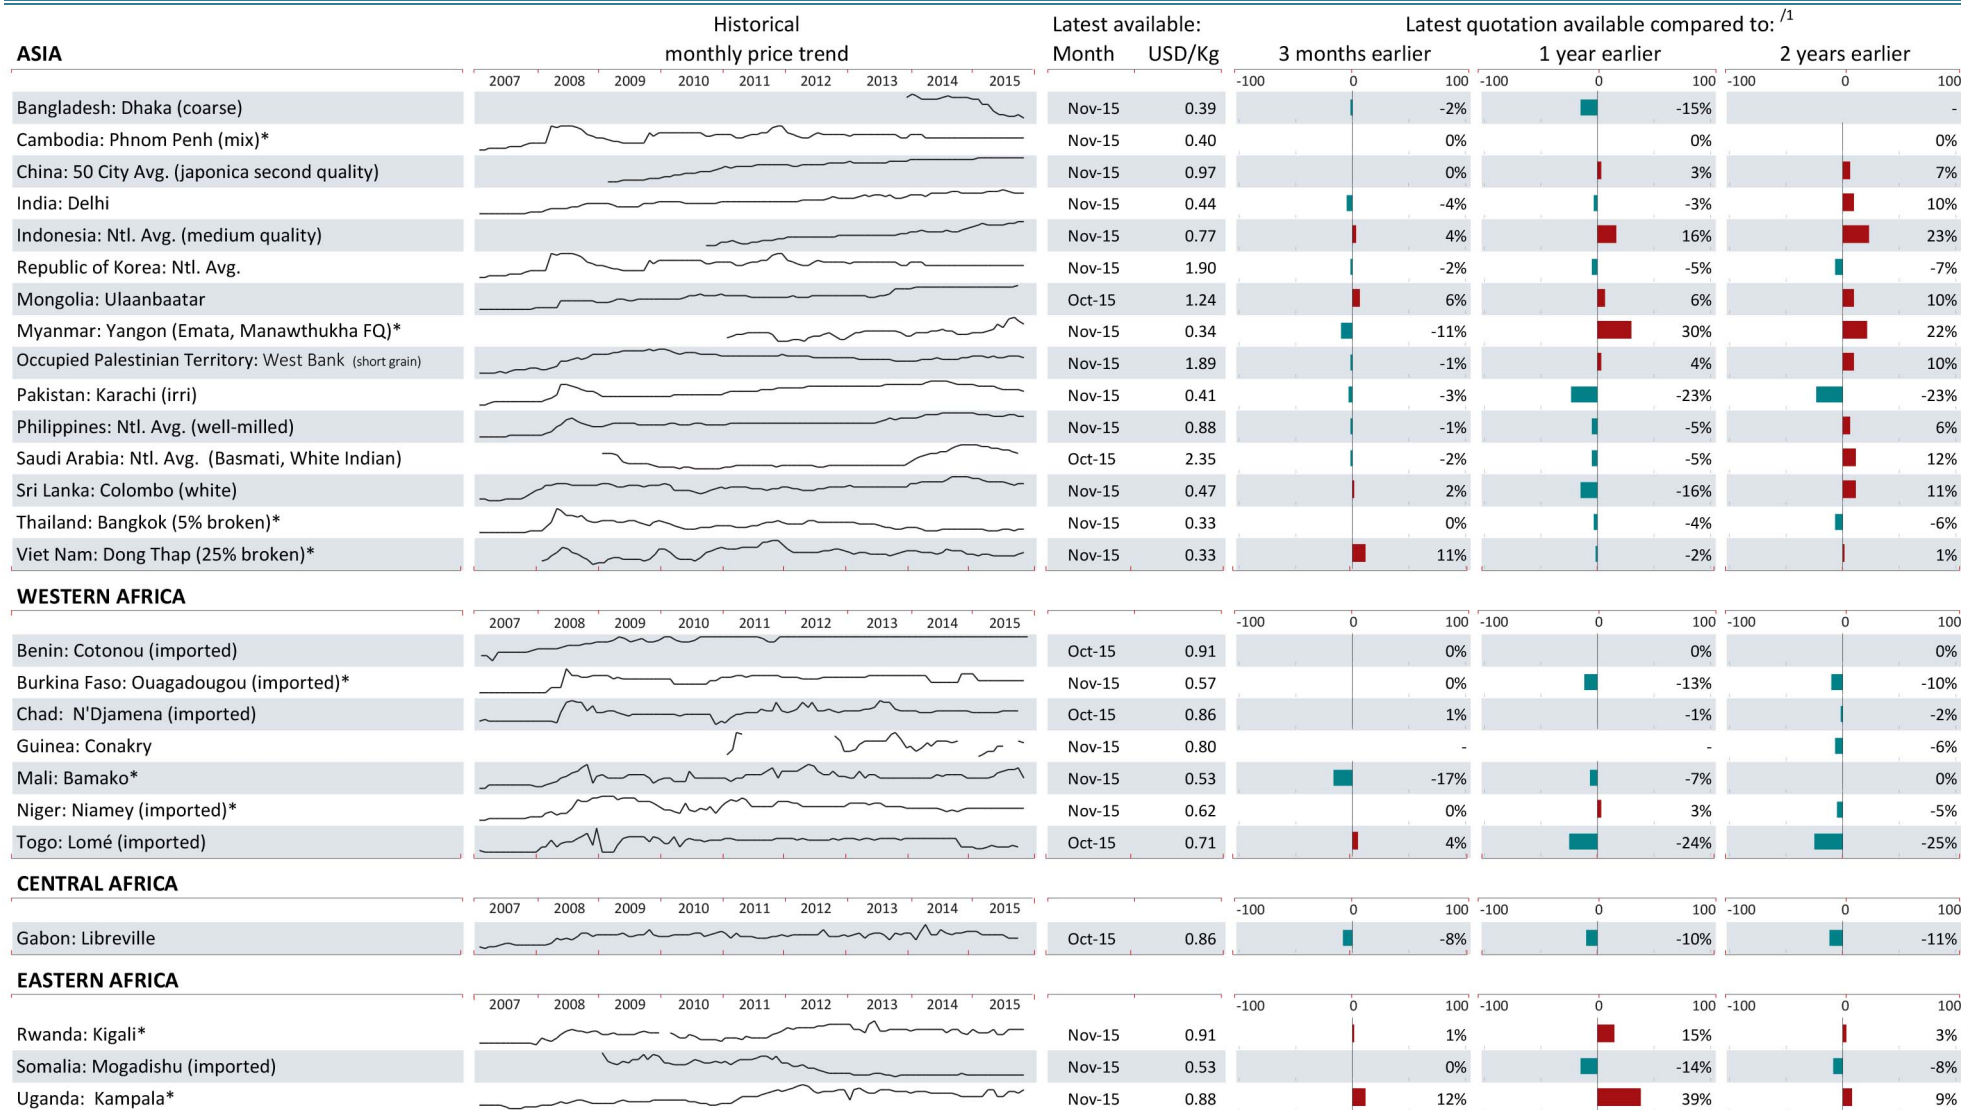 Historical Latest available: Latest quotation available compared to: /1
ASIA monthly price trend Month USD/Kg 3 months earlier 1 year earlier 2 years earlier
2007 2008 2009 2010 2011 2012 2013 2014 2015 -100 0 100 -100 0 100 -100 0 100
Bangladesh: Dhaka (coarse) Nov-15 0.39 -2% -15% -
Cambodia: Phnom Penh (mix)* Nov-15 0.40 0% 0% 0%
China: 50 City Avg. (japonica second quality) Nov-15 0.97 0% 3% 7%
India: Delhi Nov-15 0.44 -4% -3% 10%
Indonesia: Ntl. Avg. (medium quality) Nov-15 0.77 4% 16% 23%
Republic of Korea: Ntl. Avg. Nov-15 1.90 -2% -5% -7%
Mongolia: Ulaanbaatar Oct-15 1.24 6% 6% 10%
Myanmar: Yangon (Emata, Manawthukha FQ)* Nov-15 0.34 -11% 30% 22%
Occupied Palestinian Territory: West Bank (short grain) Nov-15 1.89 -1% 4% 10%
Pakistan: Karachi (irri) Nov-15 0.41 -3% -23% -23%
Philippines: Ntl. Avg. (well-milled) Nov-15 0.88 -1% -5% 6%
Saudi Arabia: Ntl. Avg. (Basmati, White Indian) Oct-15 2.35 -2% -5% 12%
Sri Lanka: Colombo (white) Nov-15 0.47 2% -16% 11%
Thailand: Bangkok (5% broken)* Nov-15 0.33 0% -4% -6%
Viet Nam: Dong Thap (25% broken)* Nov-15 0.33 11% -2% 1%
WESTERN AFRICA
2007 2008 2009 2010 2011 2012 2013 2014 2015 -100 0 100 -100 0 100 -100 0 100
Benin: Cotonou (imported) Oct-15 0.91 0% 0% 0%
Burkina Faso: Ouagadougou (imported)* Nov-15 0.57 0% -13% -10%
Chad: N'Djamena (imported) Oct-15 0.86 1% -1% -2%
Guinea: Conakry Nov-15 0.80 - - -6%
Mali: Bamako* Nov-15 0.53 -17% -7% 0%
Niger: Niamey (imported)* Nov-15 0.62 0% 3% -5%
Togo: Lomé (imported) Oct-15 0.71 4% -24% -25%
CENTRAL AFRICA
2007 2008 2009 2010 2011 2012 2013 2014 2015 -100 0 100 -100 0 100 -100 0 100
Gabon: Libreville Oct-15 0.86 -8% -10% -11%
EASTERN AFRICA
2007 2008 2009 2010 2011 2012 2013 2014 2015 -100 0 100 -100 0 100 -100 0 100
Rwanda: Kigali* Nov-15 0.91 1% 15% 3%
Somalia: Mogadishu (imported) Nov-15 0.53 0% -14% -8%
Uganda: Kampala* Nov-15 0.88 12% 39% 9%